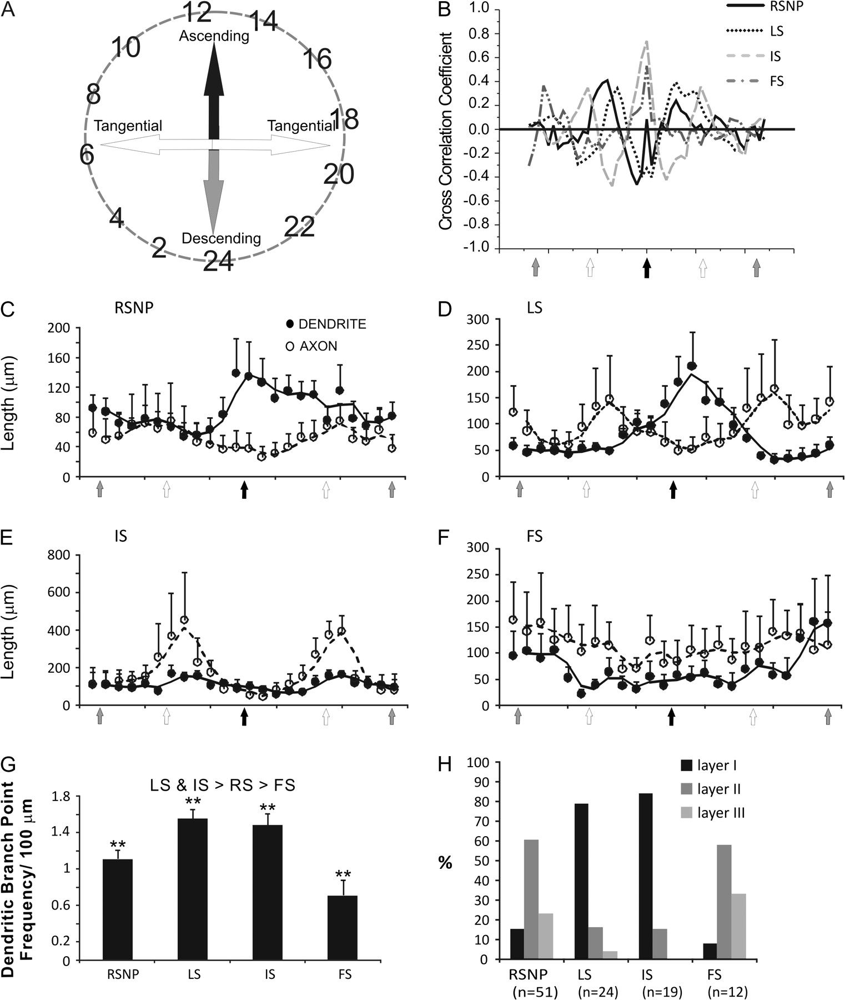 A
12
14
Ascending
10
16
8
18
Tangential Tangential
6
20
4
22
Descending
2
24
B
RSNP
LS
IS
FS
Cross Correlation Coefficient
1.0
0.8
0.6
0.4
0.2
0.0
-0.2
-0.4
-0.6
-0.8
-1.0
C RSNP
DENDRITE
AXON
Length (μm)
200
160
120
80
40
0
D LS
300
250
200
150
100
50
0
E IS
Length (μm)
800
600
400
200
0
F FS
300
250
200
150
100
50
0
G
LS & IS > RS > FS
Dendritic Branch Point
Frequency/ 100 μm
1.8
1.4
1
0.6
0.2
0
** ** ** **
RSNP LS IS FS
H
layer I
layer II
layer III
%
100
90
80
70
60
50
40
30
20
10
0
RSNP LS IS FS
(n=51) (n=24) (n=19) (n=12)